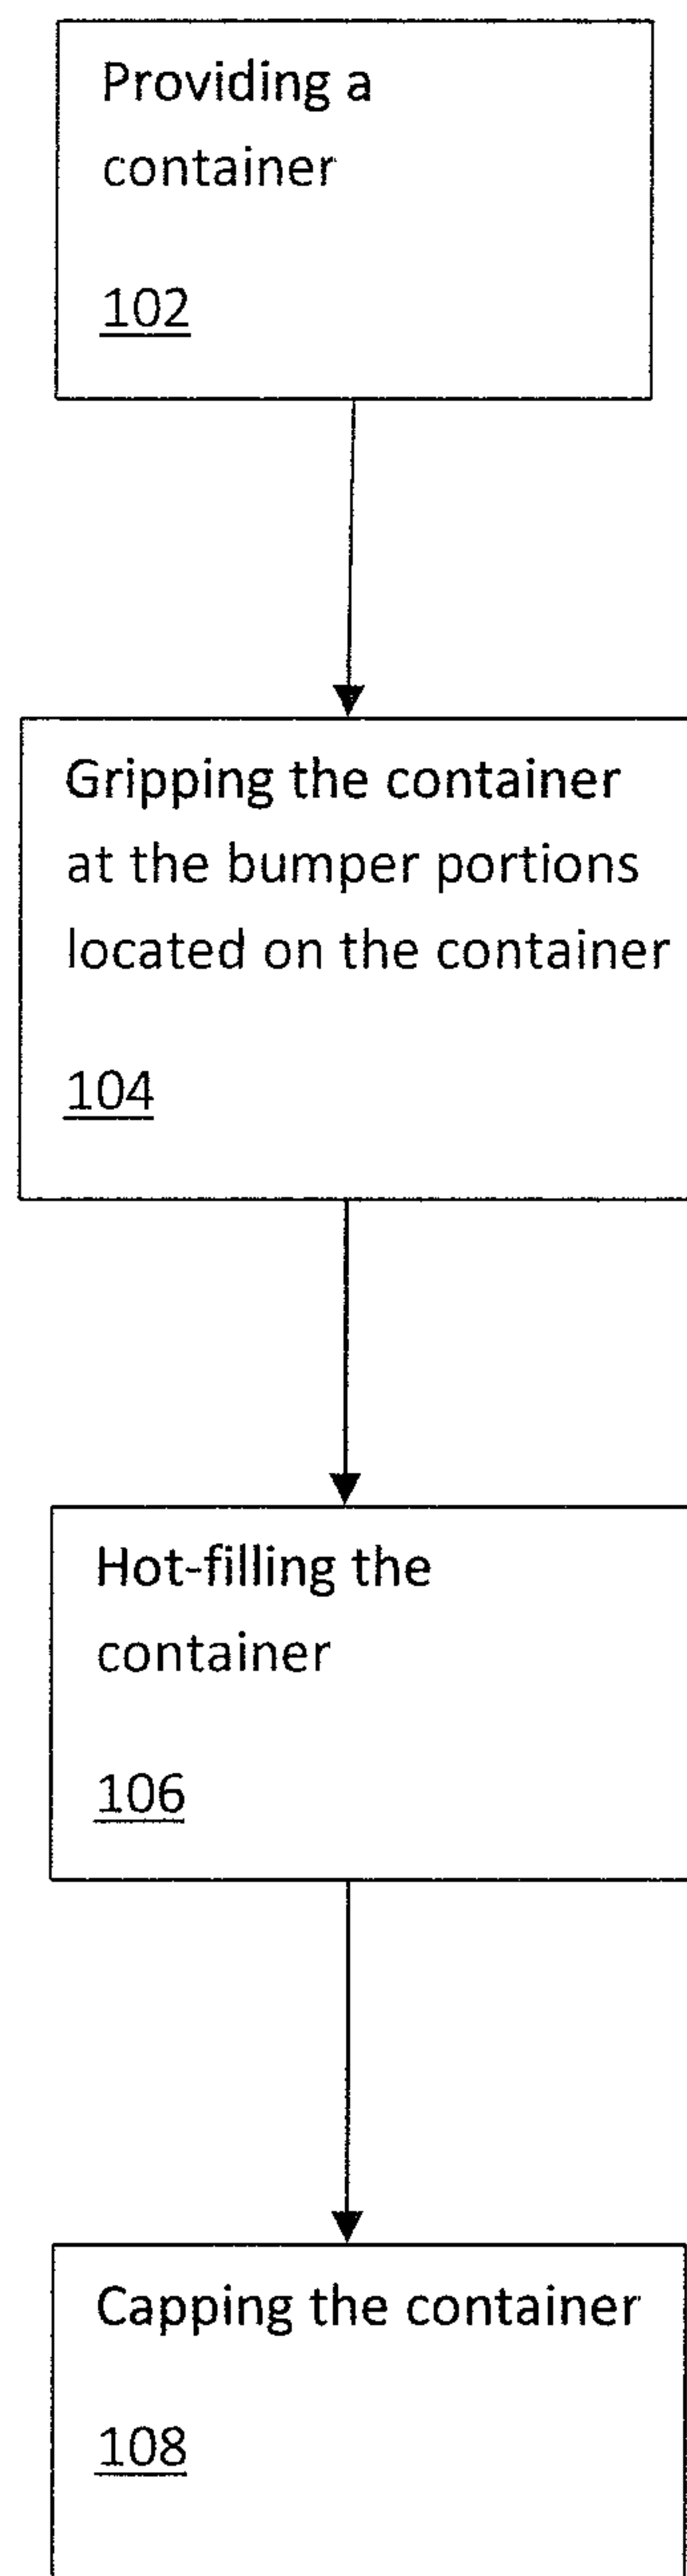 Providing a
container
102
Gripping the container
at the bumper portions
located on the container
104
Hot-filling the
container
106
Capping the container
108